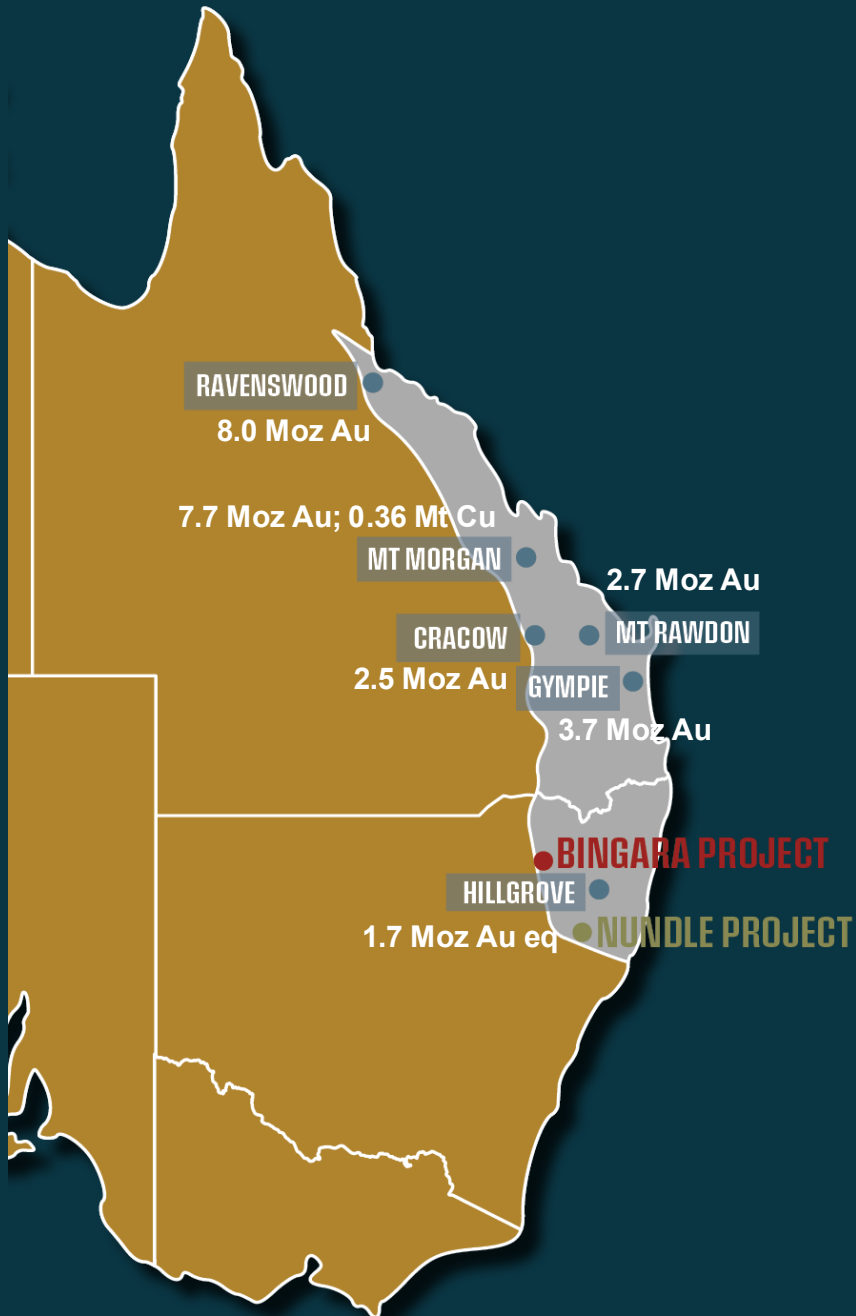 RAVENSWOOD
8.0 Moz Au
7.7 Moz Au; 0.36 Mt Cu
MT MORGAN
2.7 Moz Au
CRACOW
MT RAWDON
2.5 Moz Au
GYMPIE
3.7 Moz Au
BINGARA PROJECT
HILLGROVE
1.7 Moz Au eq
NUNDLE PROJECT